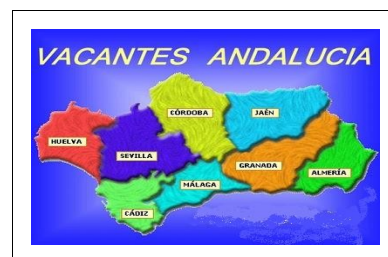 VACANTES ANDALUCIA
CÓRDOBA
JAÉN
HUELVA
SEVILLA
GRANADA
ALMERÍA
MÁLAGA
CÁDIZ